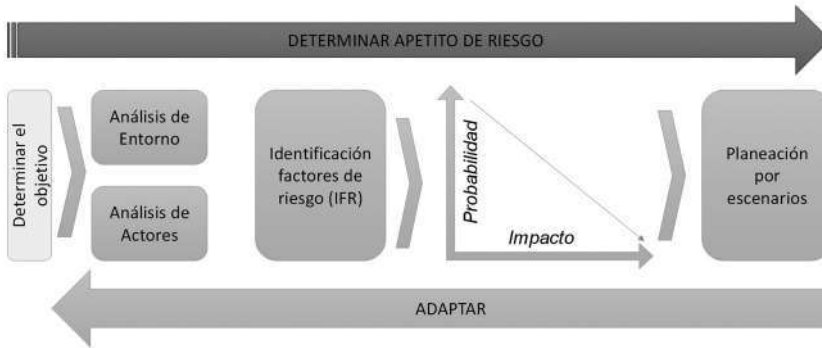 DETERMINAR APETITO DE RIESGO
Determinar el
objetivo
Análisis de
Entorno
Análisis de
Actores
Identificación
factores de
riesgo (IFR)
Probabilidad
Impacto
Planeación
por
escenarios
ADAPTAR